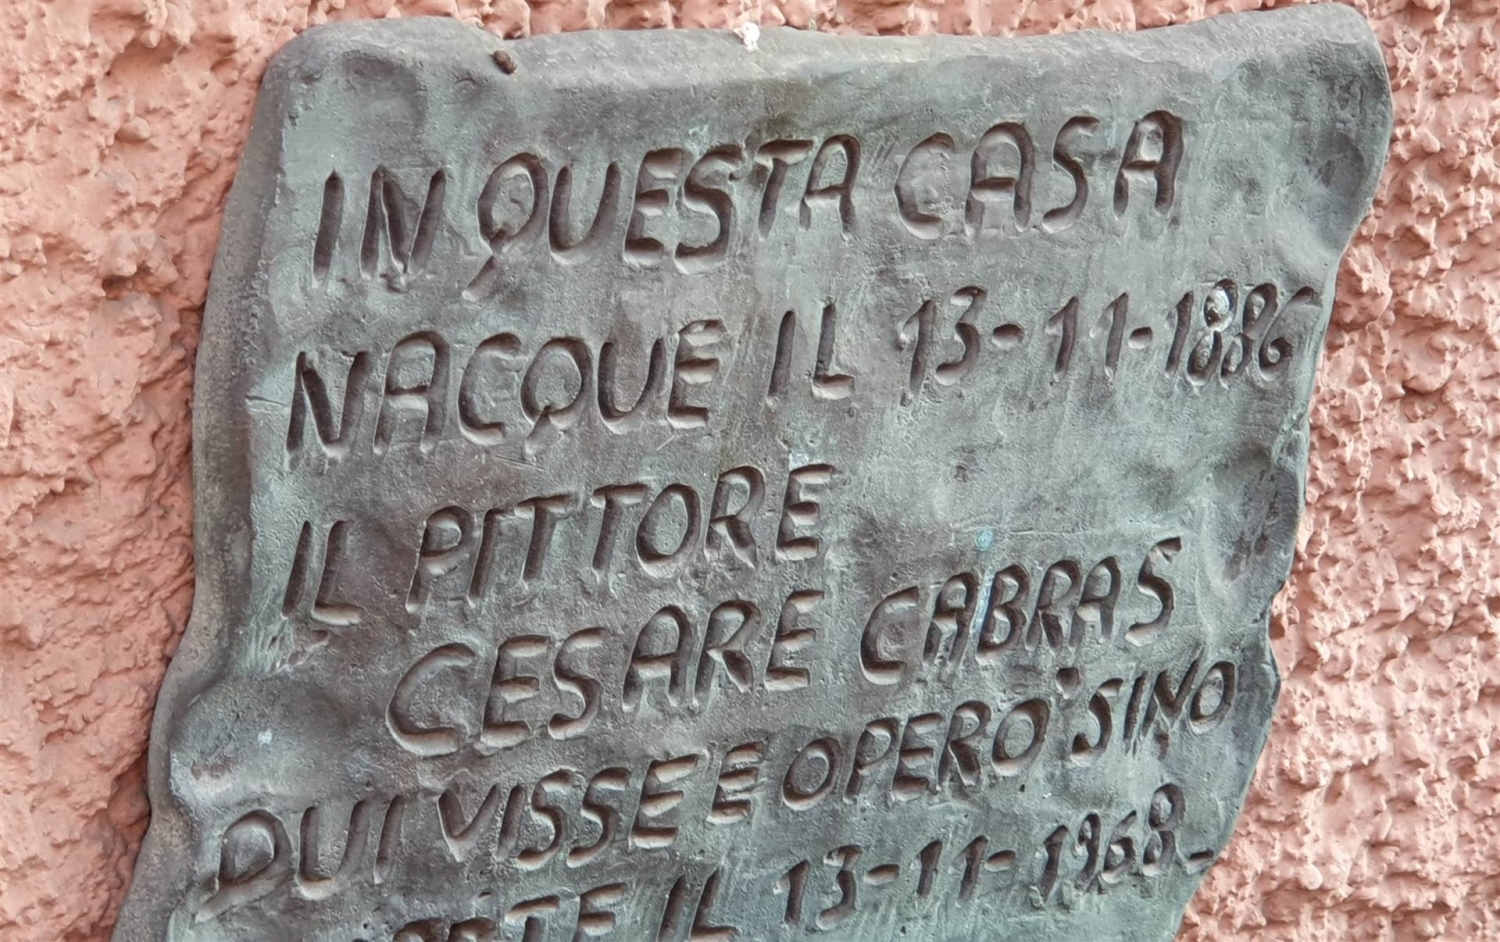 IN QUESTA CASA
NACQUE IL 13-11-1886
IL PITTORE
CESARE CABRAS
QUI VISSE E OPERO' SINO
IL 13-11-1968